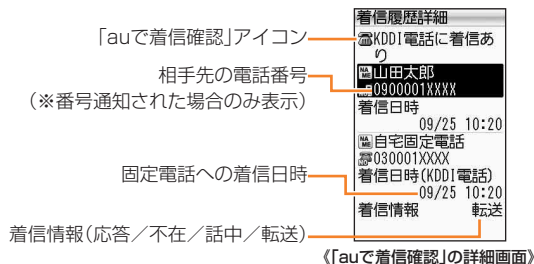 着信履歴詳細
「auで着信確認」アイコン
KDDI電話に着信あ
り
相手先の電話番号
(※番号通知された場合のみ表示)
山田太郎
0900001XXXX
着信日時
09/25 10:20
自宅固定電話
030001XXXX
固定電話への着信日時
着信日時(KDDI電話)
09/25 10:20
着信情報(応答／不在／話中／転送)
着信情報 転送
《「auで着信確認」の詳細画面》